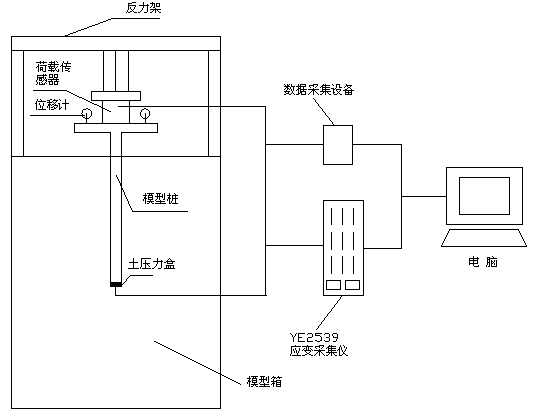 反力架
荷载传
感器
位移计
数据采集设备
模型桩
土压力盒
电 脑
YE2539
应变采集仪
模型箱